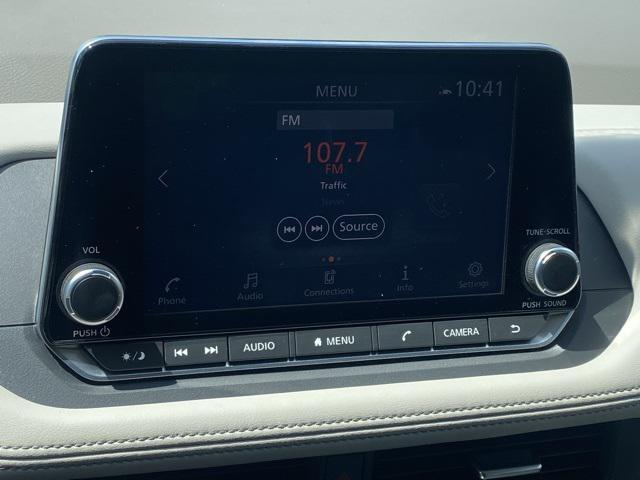 MENU
10:41
FM
107.7
FM
Traffic
News
Source
Phone
Audio
Connections
Info
Settings
VOL
PUSH
TUNE·SCROLL
PUSH SOUND
AUDIO
MENU
CAMERA